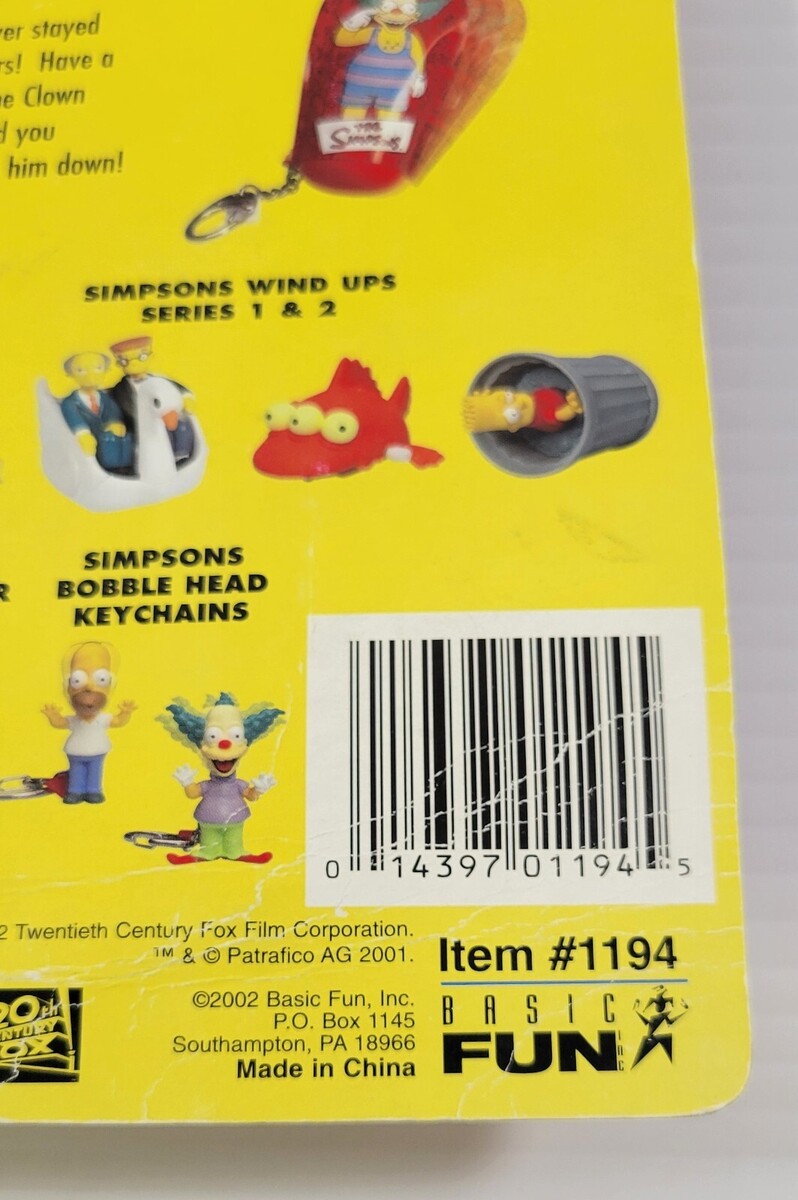 stayed
Have a
Clown
you
him down!
THE
Simpsons
SIMPSONS WIND UPS
SERIES 1 & 2
SIMPSONS
BOBBLE HEAD
KEYCHAINS
0 14397 01194 5
2 Twentieth Century Fox Film Corporation.
™ & © Patrafico AG 2001.
Item #1194
©2002 Basic Fun, Inc.
P.O. Box 1145
Southampton, PA 18966
Made in China
BASIC
FUN INC
20th
CENTURY
FOX